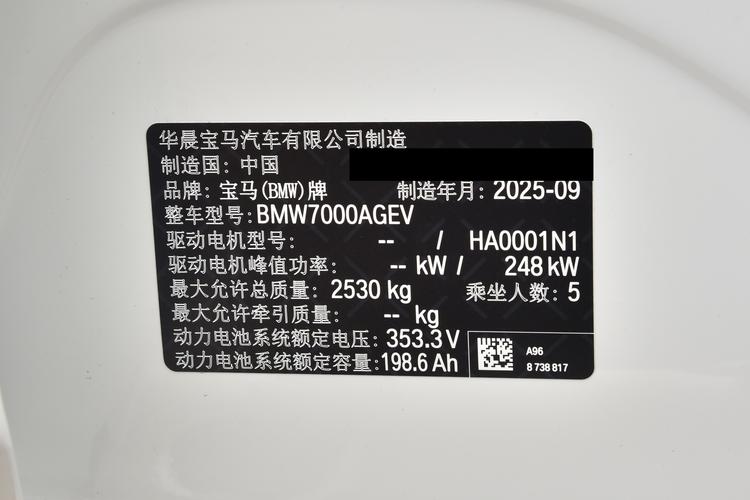 华晨宝马汽车有限公司制造
制造国: 中国
品牌: 宝马(BMW)牌 制造年月: 2025-09
整车型号: BMW7000AGEV
驱动电机型号: -- / HA0001N1
驱动电机峰值功率: -- kW / 248 kW
最大允许总质量: 2530 kg 乘坐人数: 5
最大允许牵引质量: -- kg
动力电池系统额定电压: 353.3 V
动力电池系统额定容量: 198.6 Ah
A96
8 738 817